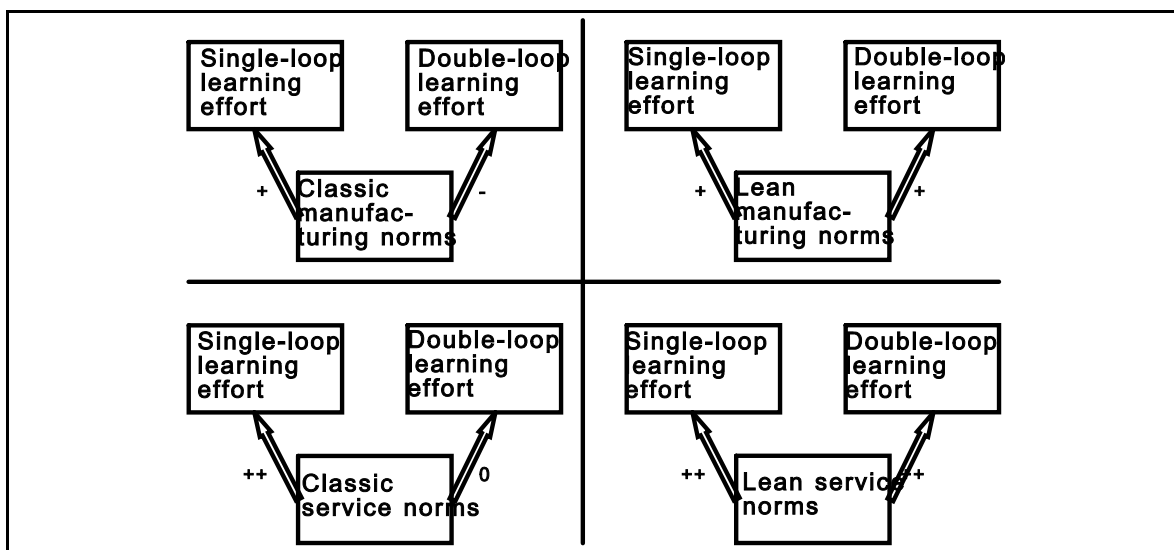 Single-loop
learning
effort
Double-loop
learning
effort
+
-
Classic
manufac-
turing norms
Single-loop
learning
effort
Double-loop
learning
effort
+
+
Lean
manufac-
turing norms
Single-loop
learning
effort
Double-loop
learning
effort
++
0
Classic
service norms
Single-loop
learning
effort
Double-loop
learning
effort
++
++
Lean service
norms